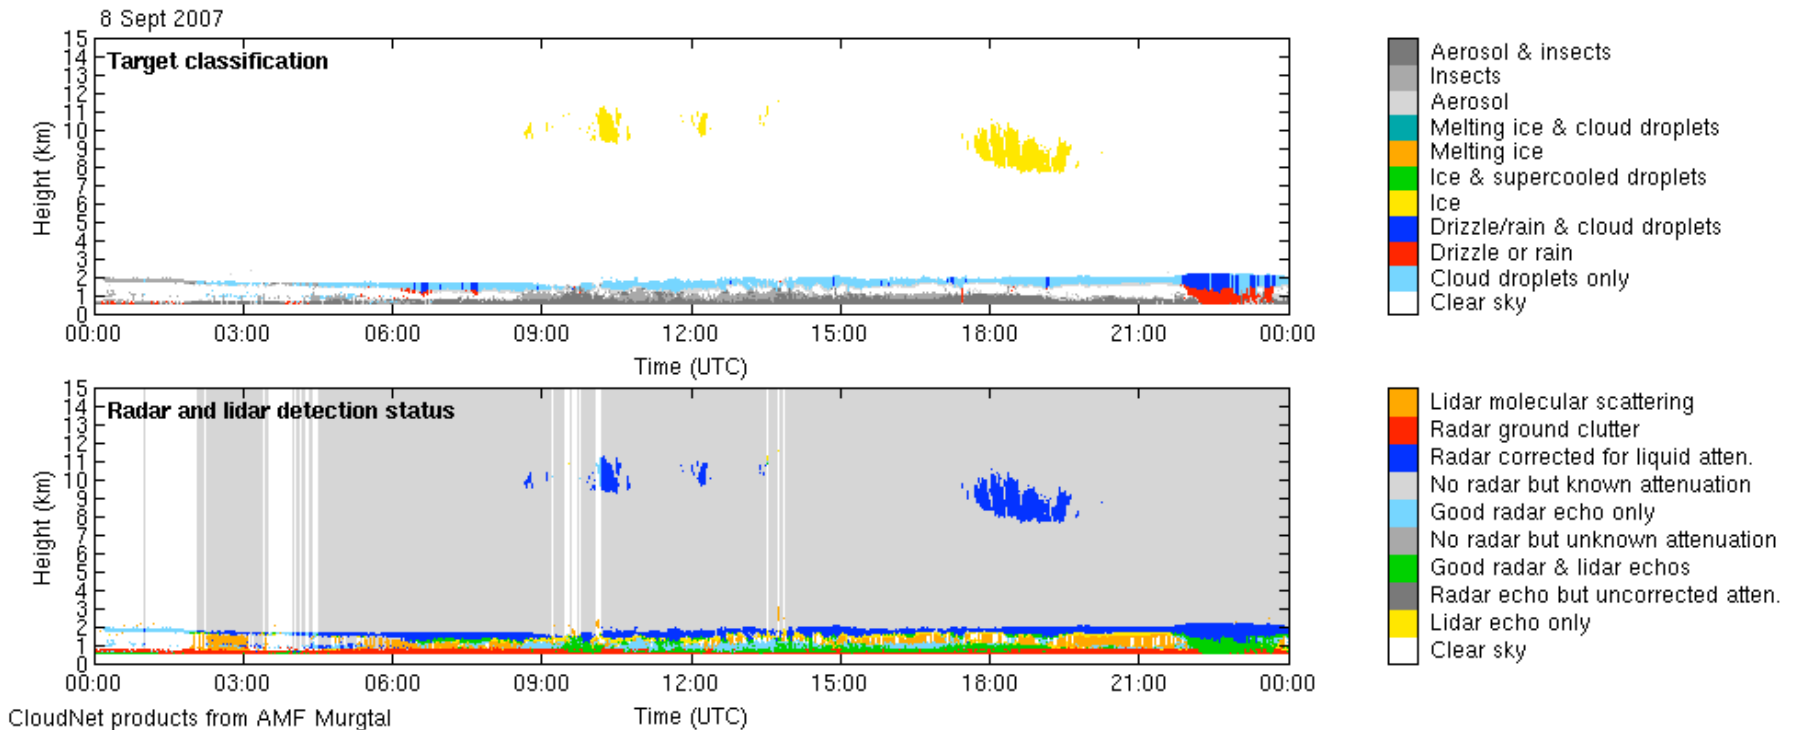 8 Sept 2007
Target classification
Height (km)
15
14
13
12
11
10
9
8
7
6
5
4
3
2
1
0
00:00 03:00 06:00 09:00 12:00 15:00 18:00 21:00 00:00
Time (UTC)
Aerosol & insects
Insects
Aerosol
Melting ice & cloud droplets
Melting ice
Ice & supercooled droplets
Ice
Drizzle/rain & cloud droplets
Drizzle or rain
Cloud droplets only
Clear sky
Radar and lidar detection status
Height (km)
15
14
13
12
11
10
9
8
7
6
5
4
3
2
1
0
00:00 03:00 06:00 09:00 12:00 15:00 18:00 21:00 00:00
Time (UTC)
Lidar molecular scattering
Radar ground clutter
Radar corrected for liquid atten.
No radar but known attenuation
Good radar echo only
No radar but unknown attenuation
Good radar & lidar echos
Radar echo but uncorrected atten.
Lidar echo only
Clear sky
CloudNet products from AMF Murgtal